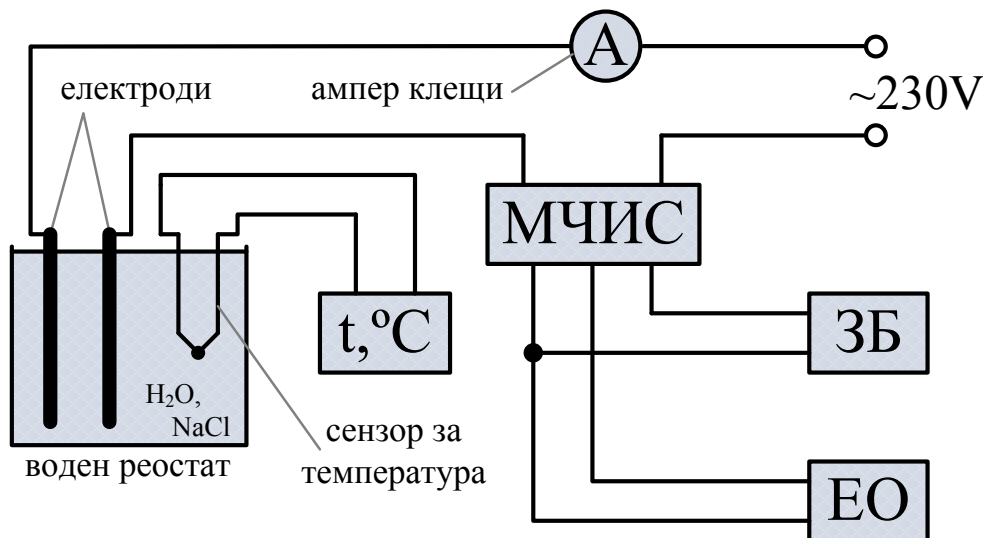 A
електроди
ампер клещи
~230V
МЧИС
t,ºC
ЗБ
H₂O,
NaCl
сензор за
температура
воден реостат
ЕО